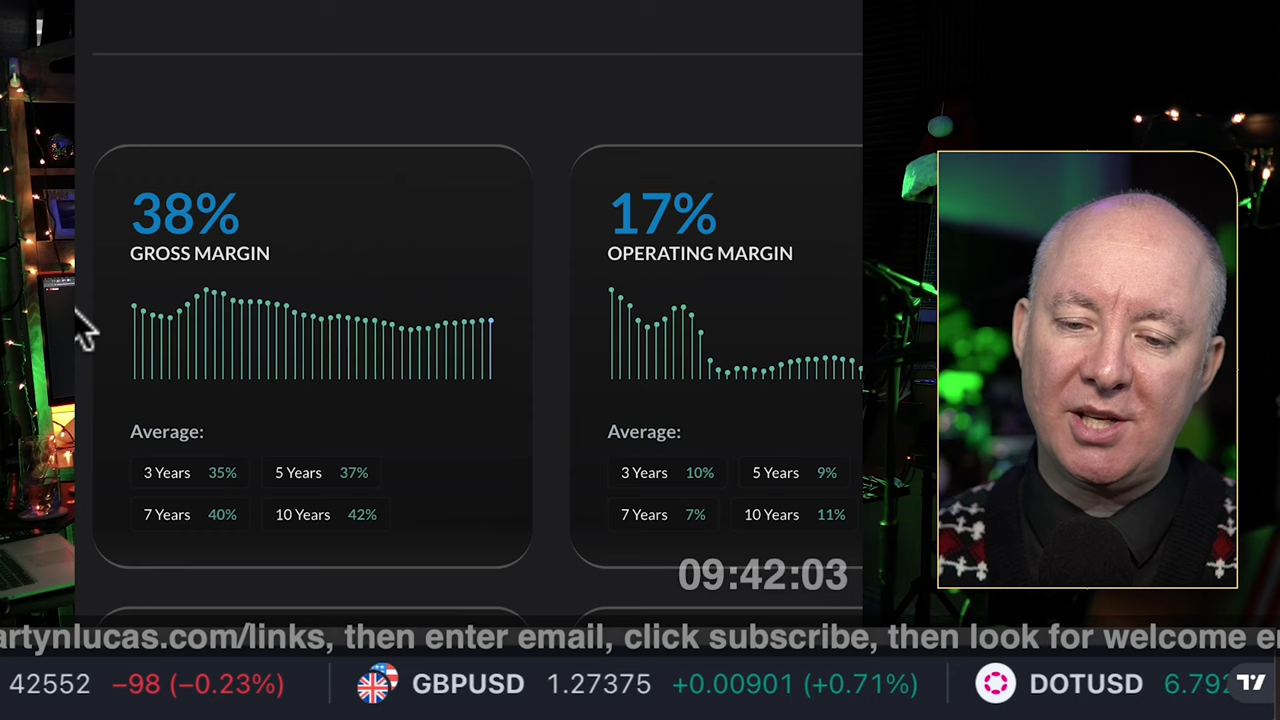 38%
GROSS MARGIN
Average:
3 Years 35% 5 Years 37%
7 Years 40% 10 Years 42%
17%
OPERATING MARGIN
Average:
3 Years 10% 5 Years 9%
7 Years 7% 10 Years 11%
09:42:03
artynlucas.com/links, then enter email, click subscribe, then look for welcome e
42552 −98 (−0.23%) GBPUSD 1.27375 +0.00901 (+0.71%) DOTUSD 6.792